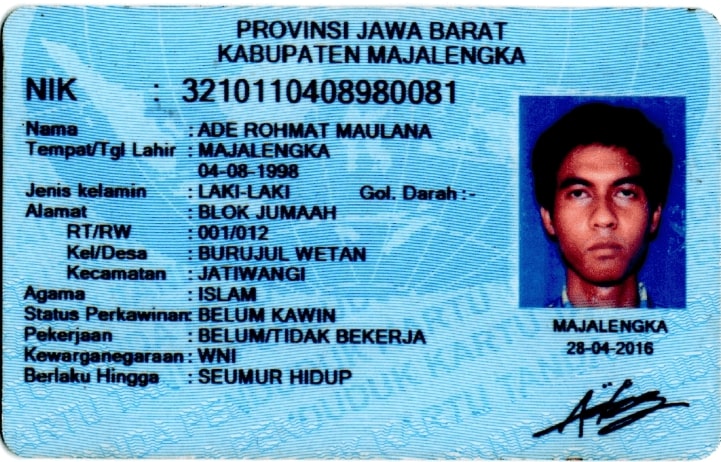 PROVINSI JAWA BARAT
KABUPATEN MAJALENGKA
NIK : 3210110408980081
Nama : ADE ROHMAT MAULANA
Tempat/Tgl Lahir : MAJALENGKA
04-08-1998
Jenis kelamin : LAKI-LAKI Gol. Darah :-
Alamat : BLOK JUMAAH
RT/RW : 001/012
Kel/Desa : BURUJUL WETAN
Kecamatan : JATIWANGI
Agama : ISLAM
Status Perkawinan: BELUM KAWIN
Pekerjaan : BELUM/TIDAK BEKERJA
Kewarganegaraan : WNI
Berlaku Hingga : SEUMUR HIDUP
MAJALENGKA
28-04-2016